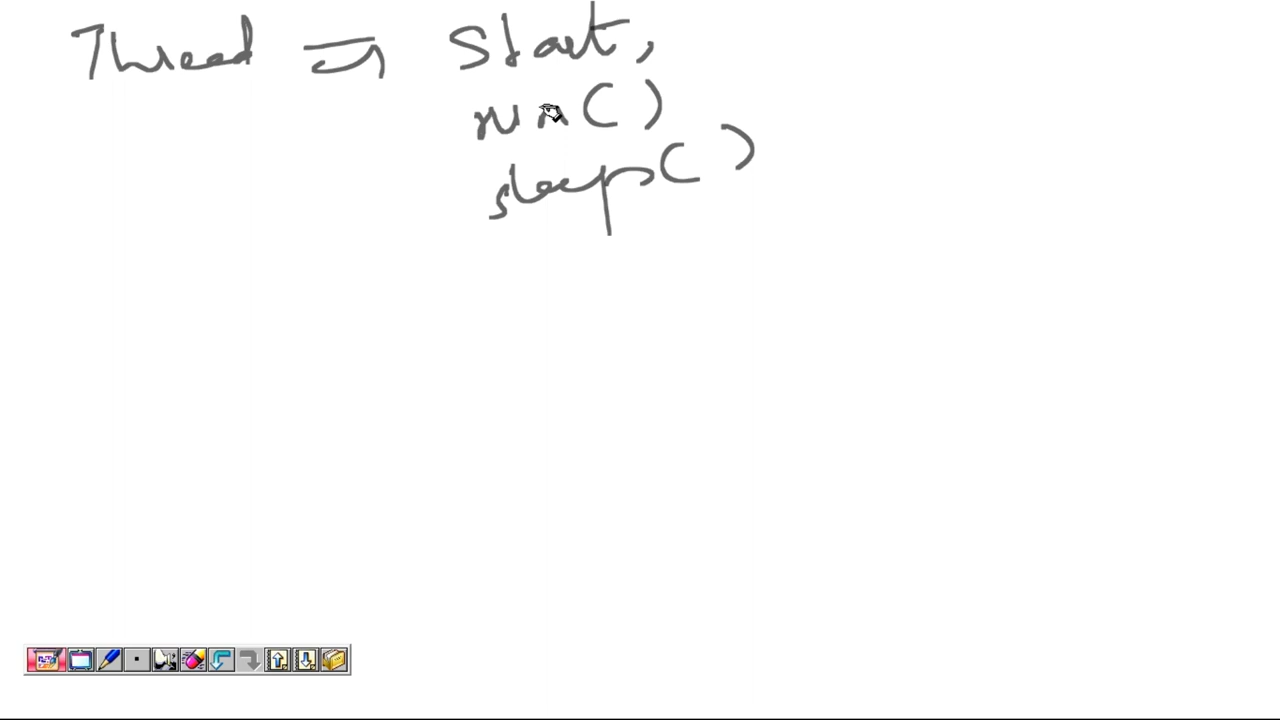 Thread ⇒ Start,
run()
sleep()